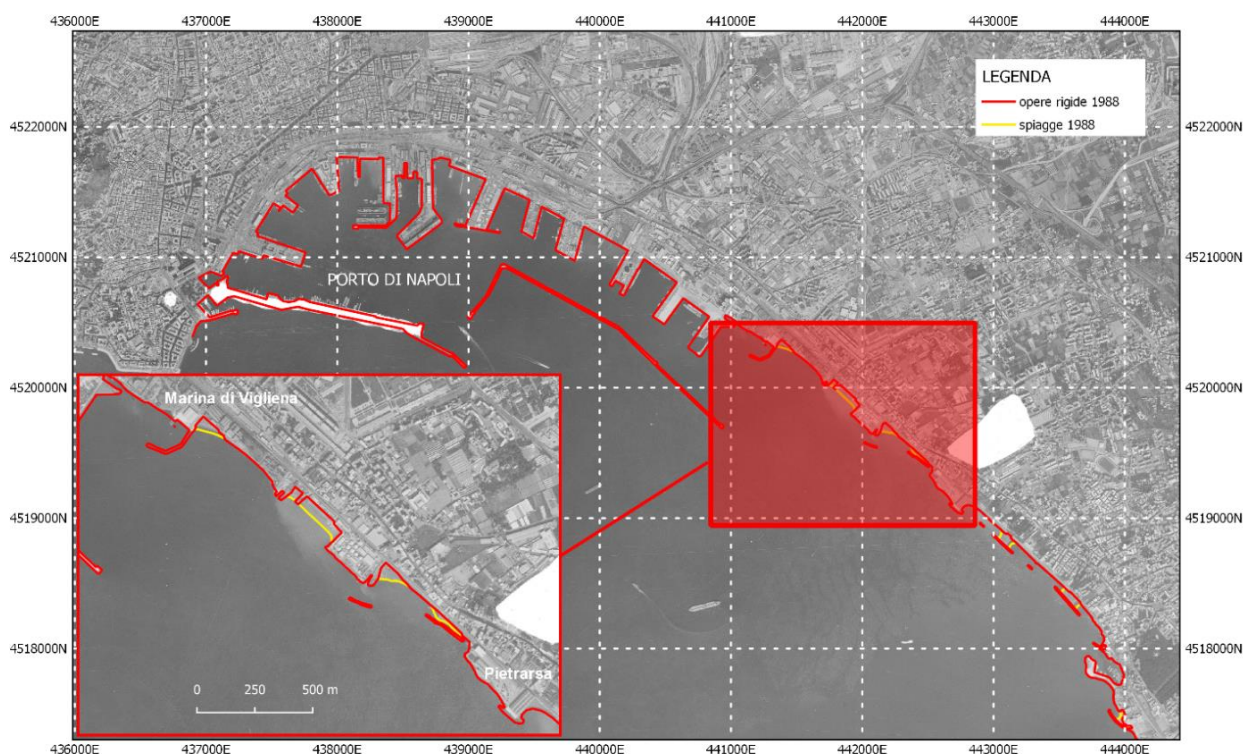 436000E 437000E 438000E 439000E 440000E 441000E 442000E 443000E 444000E
LEGENDA
opere rigide 1988
spiagge 1988
4522000N 4522000N
4521000N 4521000N
PORTO DI NAPOLI
4520000N 4520000N
Marina di Vigliena
4519000N 4519000N
4518000N 4518000N
Pietrarsa
0 250 500 m
436000E 437000E 438000E 439000E 440000E 441000E 442000E 443000E 444000E